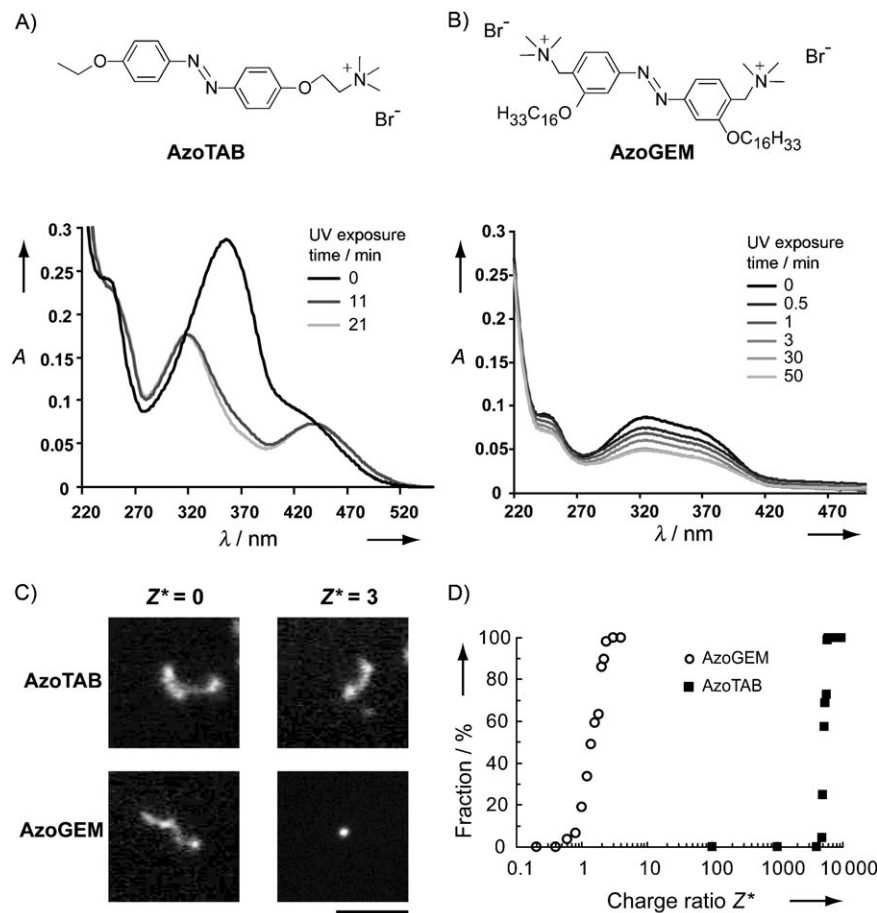 A)
N
N
O
O
N
+
Br-
AzoTAB
B)
Br-
N
+
H33C16O
N
N
N
+
Br-
OC16H33
AzoGEM
0.3
0.25
0.2
0.15
0.1
0.05
0
A
UV exposure
time / min
0
11
21
220 270 320 370 420 470 520
λ / nm
0.3
0.25
0.2
0.15
0.1
0.05
0
A
UV exposure
time / min
0
0.5
1
3
30
50
220 270 320 370 420 470
λ / nm
C)
Z* = 0 Z* = 3
AzoTAB
AzoGEM
D)
100
80
60
40
20
0
Fraction / %
AzoGEM
AzoTAB
0.1 1 10 100 1000 10000
Charge ratio Z*